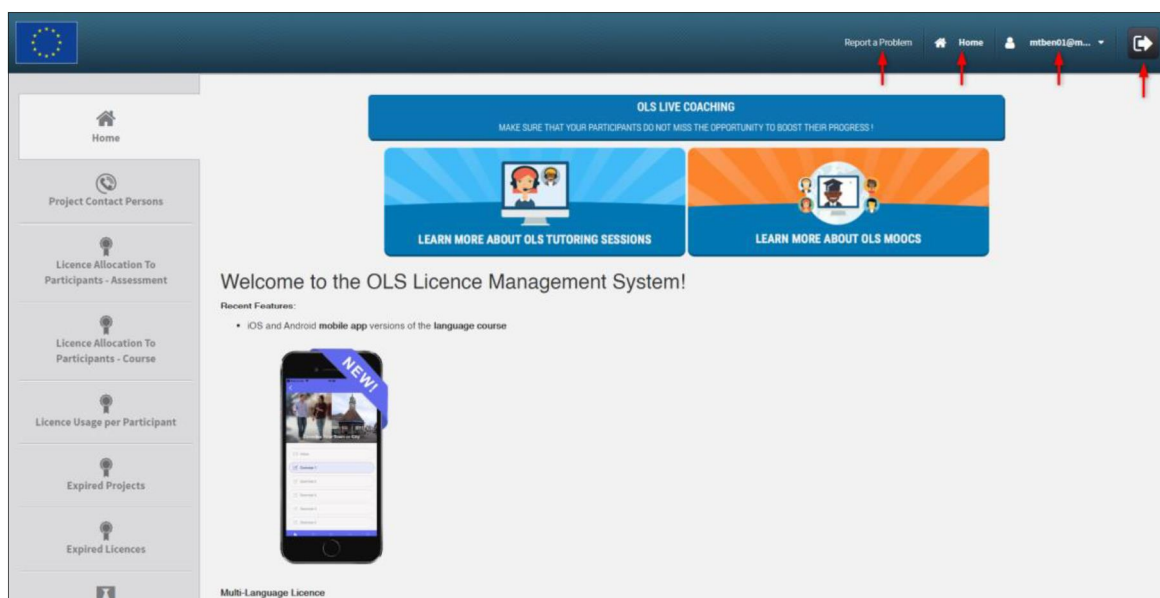 Report a Problem
Home
mtben01@m...
Home
Project Contact Persons
Licence Allocation To
Participants - Assessment
Licence Allocation To
Participants - Course
Licence Usage per Participant
Expired Projects
Expired Licences
OLS LIVE COACHING
MAKE SURE THAT YOUR PARTICIPANTS DO NOT MISS THE OPPORTUNITY TO BOOST THEIR PROGRESS !
LEARN MORE ABOUT OLS TUTORING SESSIONS
LEARN MORE ABOUT OLS MOOCS
Welcome to the OLS Licence Management System!
Recent Features:
• iOS and Android mobile app versions of the language course
NEW!
Multi-Language Licence